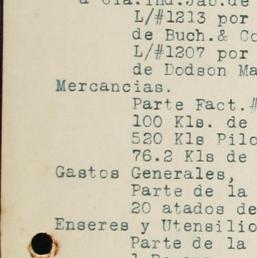 a Cia.Ind.Jab.de
L/#1213 por
de Buch.& Co
L/#1207 por
de Dodson Ma
Mercancias.
Parte Fact.#
100 Kls. de
520 Kls Pilo
76.2 Kls de
Gastos Generales,
Parte de la
20 atados de
Enseres y Utensilio
Parte de la